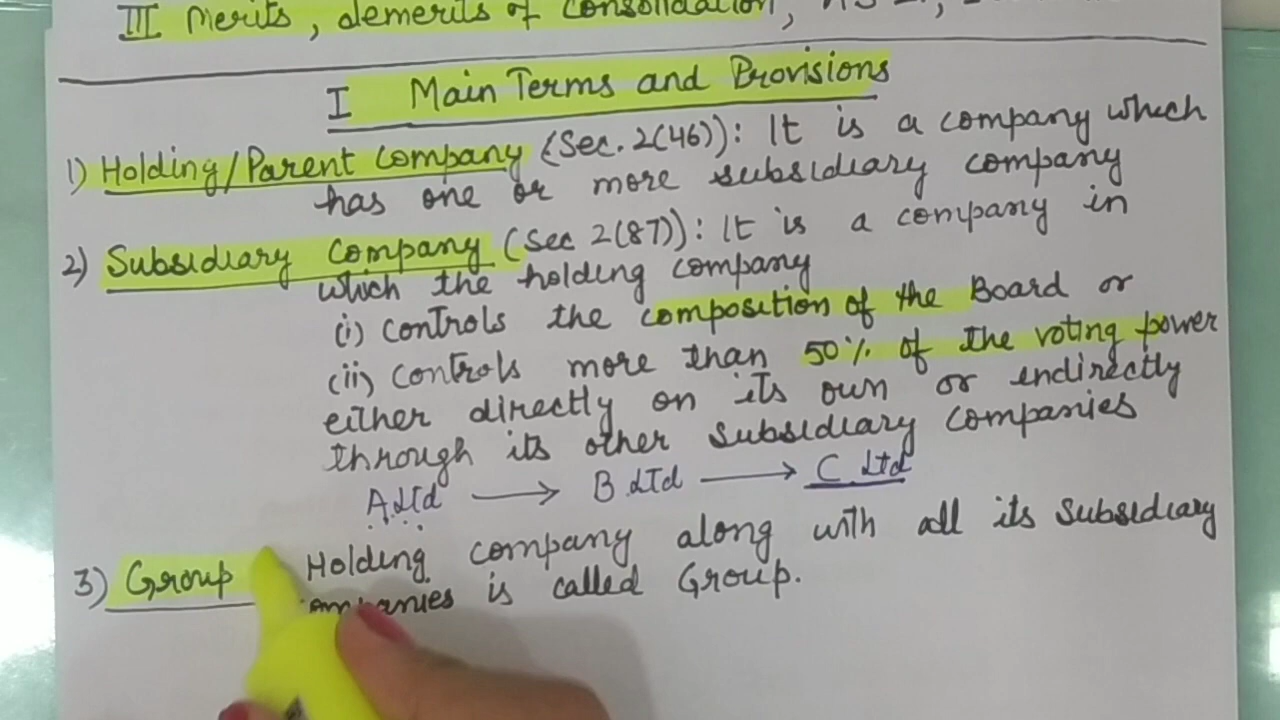 III Merits, demerits of consolidation,
I Main Terms and Provisions
1) Holding/Parent Company (Sec. 2(46)): It is a company which
has one or more subsidiary company
2) Subsidiary Company (Sec 2(87)): It is a company in
which the holding company
(i) controls the composition of the Board or
(ii) controls more than 50% of the voting power
either directly on its own or endirectly
through its other subsidiary companies
A Ltd → B Ltd → C Ltd
3) Group Holding company along with all its subsidiary
companies is called Group.